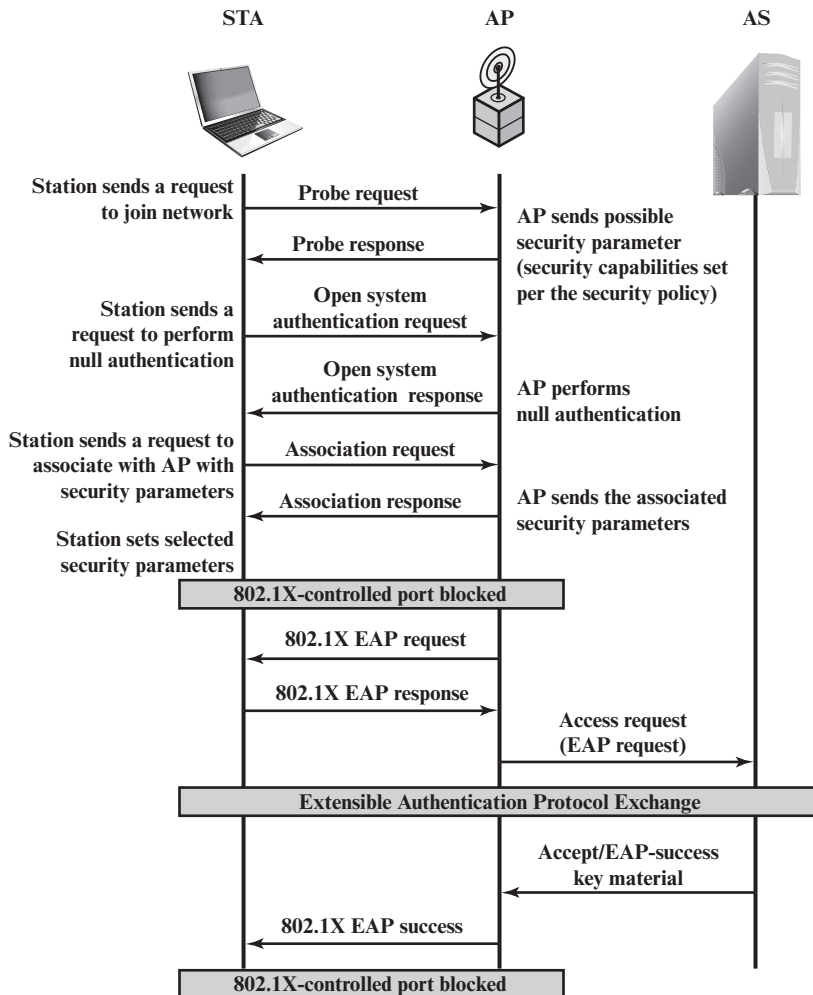 STA
AP
AS
Station sends a request
to join network
Probe request
AP sends possible
security parameter
(security capabilities set
per the security policy)
Probe response
Station sends a
request to perform
null authentication
Open system
authentication request
Open system
authentication response
AP performs
null authentication
Station sends a request to
associate with AP with
security parameters
Association request
Association response
AP sends the associated
security parameters
Station sets selected
security parameters
802.1X-controlled port blocked
802.1X EAP request
802.1X EAP response
Access request
(EAP request)
Extensible Authentication Protocol Exchange
Accept/EAP-success
key material
802.1X EAP success
802.1X-controlled port blocked